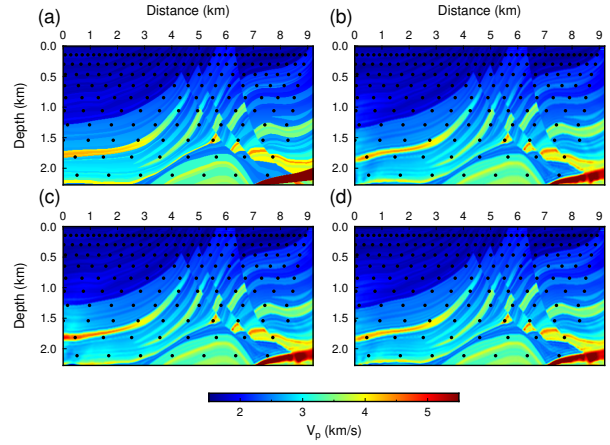 Distance (km) Distance (km)
(a) (b)
0 1 2 3 4 5 6 7 8 9 0 1 2 3 4 5 6 7 8 9
0.0 0.0
0.5 0.5
1.0 1.0
1.5 1.5
2.0 2.0
Depth (km)
(c) (d)
0 1 2 3 4 5 6 7 8 9 0 1 2 3 4 5 6 7 8 9
0.0 0.0
0.5 0.5
1.0 1.0
1.5 1.5
2.0 2.0
Depth (km)
2 3 4 5
Vp (km/s)